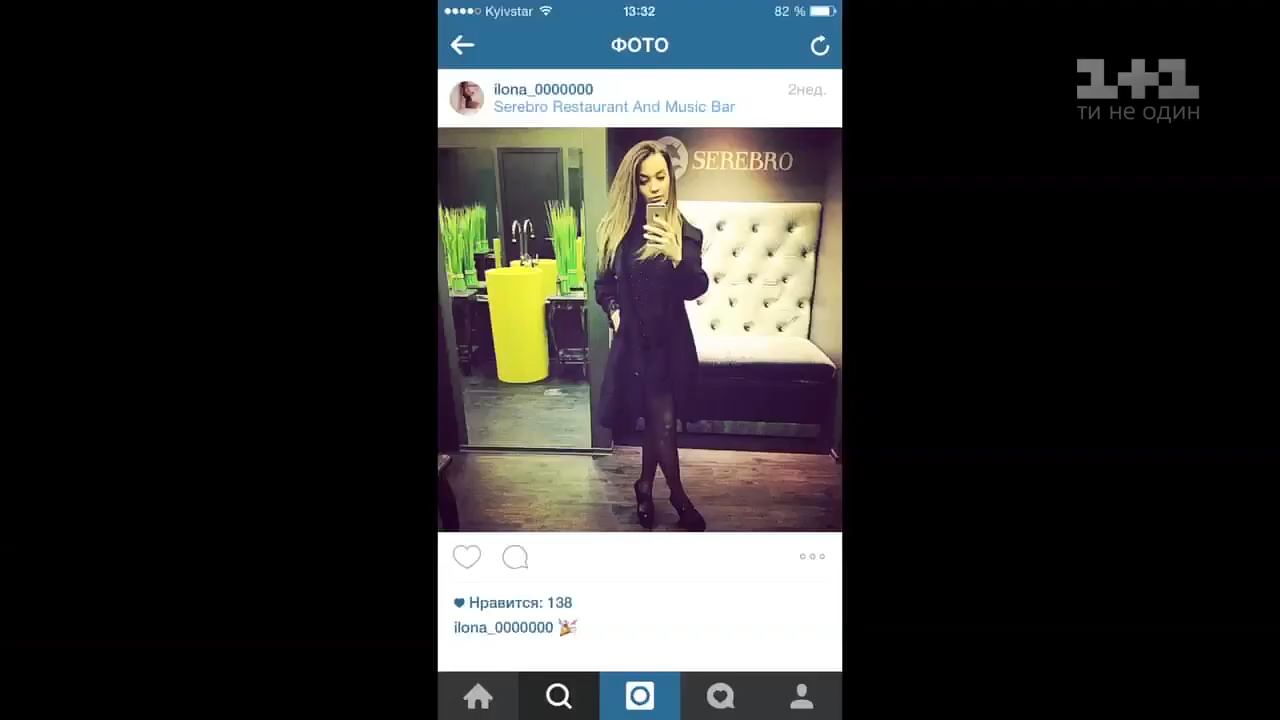 Kyivstar 13:32 82 %
ФОТО
ilona_0000000 2нед.
Serebro Restaurant And Music Bar
1+1
ти не один
SEREBRO
Нравится: 138
ilona_0000000 🎉